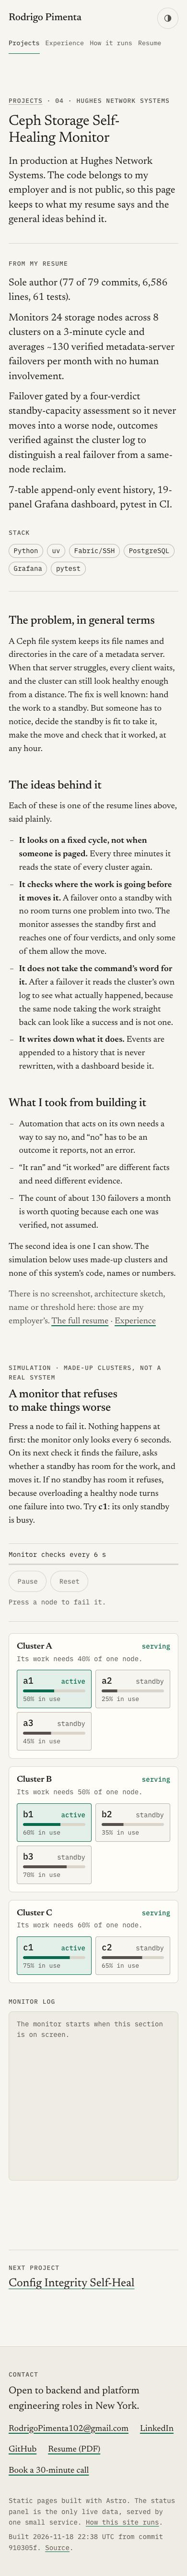 Rodrigo Pimenta
Projects Experience How it runs Resume
PROJECTS · 04 · HUGHES NETWORK SYSTEMS
Ceph Storage Self-
Healing Monitor
In production at Hughes Network
Systems. The code belongs to my
employer and is not public, so this page
keeps to what my resume says and the
general ideas behind it.
FROM MY RESUME
Sole author (77 of 79 commits, 6,586
lines, 61 tests).
Monitors 24 storage nodes across 8
clusters on a 3-minute cycle and
averages ~130 verified metadata-server
failovers per month with no human
involvement.
Failover gated by a four-verdict
standby-capacity assessment so it never
moves into a worse node, outcomes
verified against the cluster log to
distinguish a real failover from a same-
node reclaim.
7-table append-only event history, 19-
panel Grafana dashboard, pytest in CI.
STACK
Python uv Fabric/SSH PostgreSQL
Grafana pytest
The problem, in general terms
A Ceph file system keeps its file names and
directories in the care of a metadata server.
When that server struggles, every client waits,
and the cluster can still look healthy enough
from a distance. The fix is well known: hand
the work to a standby. But someone has to
notice, decide the standby is fit to take it,
make the move and check that it worked, at
any hour.
The ideas behind it
Each of these is one of the resume lines above,
said plainly.
– It looks on a fixed cycle, not when
someone is paged. Every three minutes it
reads the state of every cluster again.
– It checks where the work is going before
it moves it. A failover onto a standby with
no room turns one problem into two. The
monitor assesses the standby first and
reaches one of four verdicts, and only some
of them allow the move.
– It does not take the command's word for
it. After a failover it reads the cluster's own
log to see what actually happened, because
the same node taking the work straight
back can look like a success and is not one.
– It writes down what it does. Events are
appended to a history that is never
rewritten, with a dashboard beside it.
What I took from building it
– Automation that acts on its own needs a
way to say no, and “no” has to be an
outcome it reports, not an error.
– “It ran” and “it worked” are different facts
and need different evidence.
– The count of about 130 failovers a month
is worth quoting because each one was
verified, not assumed.
The second idea is one I can show. The
simulation below uses made-up clusters and
none of this system's code, names or numbers.
There is no screenshot, architecture sketch,
name or threshold here: those are my
employer's. The full resume · Experience
SIMULATION · MADE-UP CLUSTERS, NOT A
REAL SYSTEM
A monitor that refuses
to make things worse
Press a node to fail it. Nothing happens at
first: the monitor only looks every 6 seconds.
On its next check it finds the failure, asks
whether a standby has room for the work, and
moves it. If no standby has room it refuses,
because overloading a healthy node turns
one failure into two. Try c1: its only standby
is busy.
Monitor checks every 6 s
Pause Reset
Press a node to fail it.
Cluster A serving
Its work needs 40% of one node.
a1 active a2 standby
50% in use 25% in use
a3 standby
45% in use
Cluster B serving
Its work needs 50% of one node.
b1 active b2 standby
60% in use 35% in use
b3 standby
70% in use
Cluster C serving
Its work needs 60% of one node.
c1 active c2 standby
75% in use 65% in use
MONITOR LOG
The monitor starts when this section
is on screen.
NEXT PROJECT
Config Integrity Self-Heal
CONTACT
Open to backend and platform
engineering roles in New York.
RodrigoPimenta102@gmail.com LinkedIn
GitHub Resume (PDF)
Book a 30-minute call
Static pages built with Astro. The status
panel is the only live data, served by
one small service. How this site runs.
Built 2026-11-18 22:38 UTC from commit
910305f. Source.